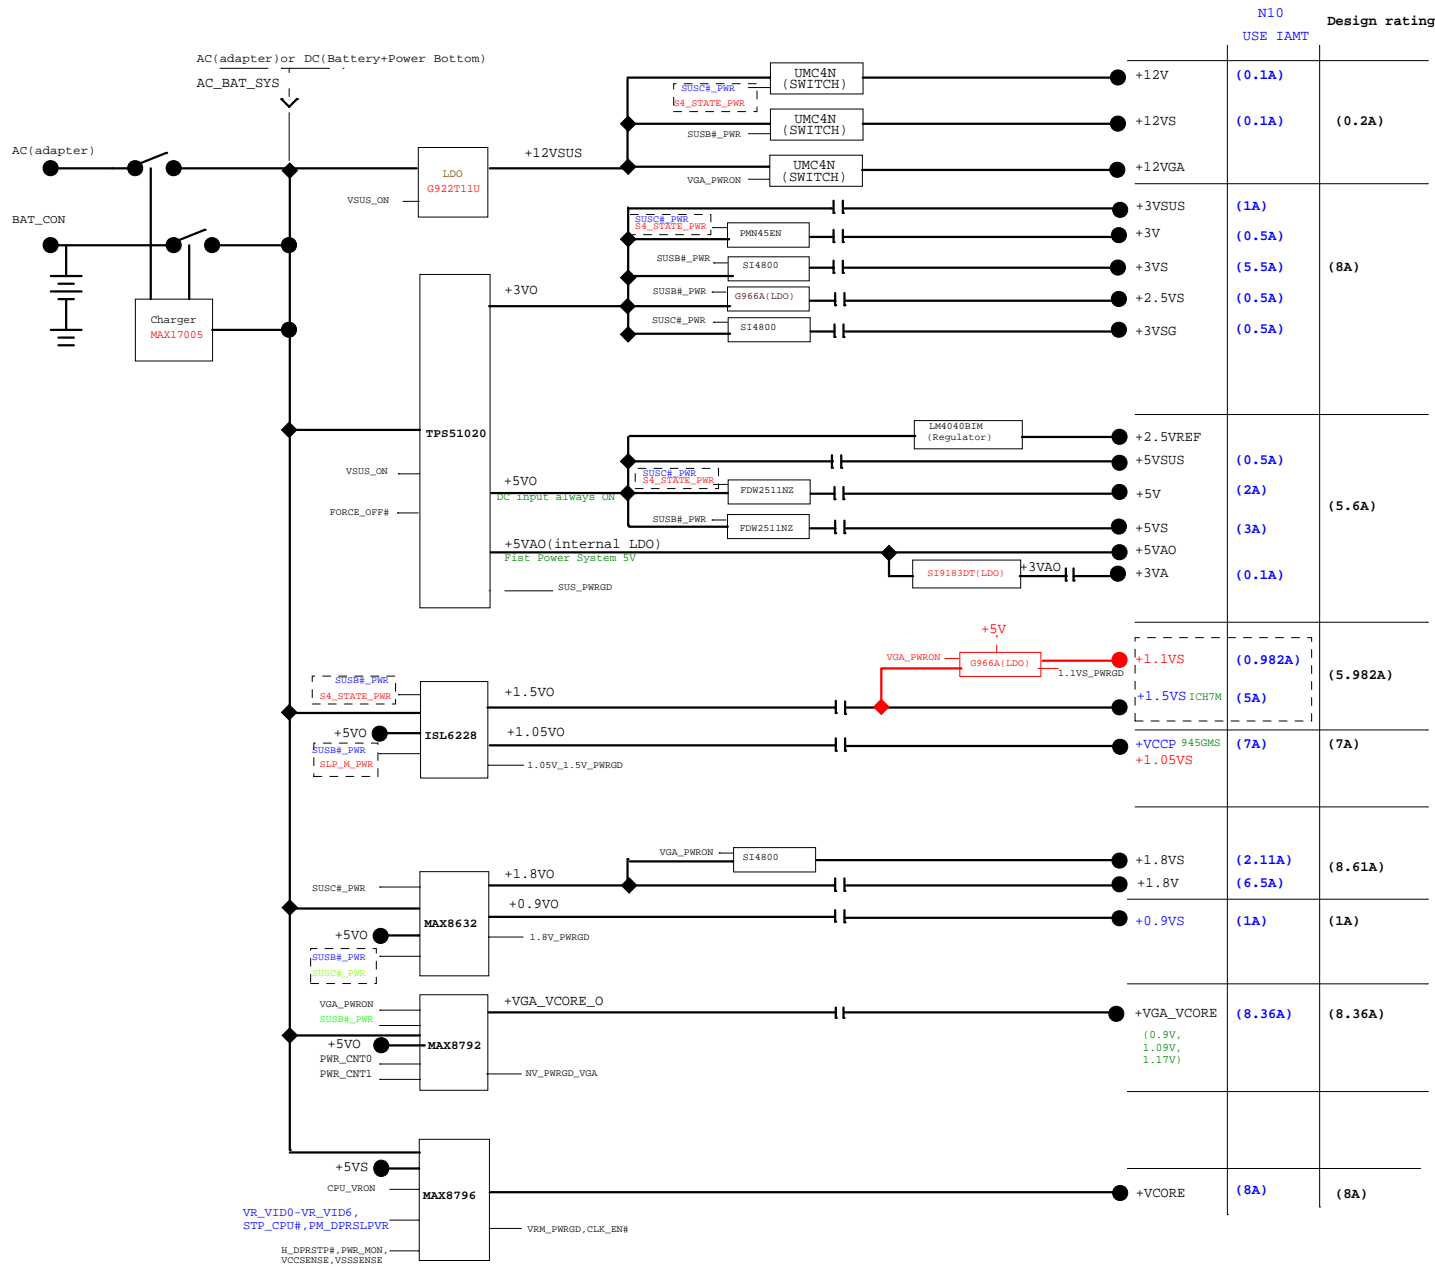 N10
Design rating
USE IAMT
AC(adapter)or DC(Battery+Power Bottom)
AC_BAT_SYS
AC(adapter)
BAT_CON
Charger
MAX17005
LDO
G922T11U
VSUS_ON
+12VSUS
SUSC#_PWR
S4_STATE_PWR
UMC4N
(SWITCH)
+12V
(0.1A)
SUSB#_PWR
UMC4N
(SWITCH)
+12VS
(0.1A)
(0.2A)
VGA_PWRON
UMC4N
(SWITCH)
+12VGA
+3VSUS
(1A)
SUSC#_PWR
S4_STATE_PWR
PMN45EN
+3V
(0.5A)
SUSB#_PWR
SI4800
+3VS
(5.5A)
(8A)
+3VO
SUSB#_PWR
G966A(LDO)
+2.5VS
(0.5A)
SUSC#_PWR
SI4800
+3VSG
(0.5A)
TPS51020
VSUS_ON
FORCE_OFF#
LM4040BIM
(Regulator)
+2.5VREF
+5VSUS
(0.5A)
+5VO
DC input always ON
SUSC#_PWR
S4_STATE_PWR
FDW2511NZ
+5V
(2A)
(5.6A)
SUSB#_PWR
FDW2511NZ
+5VS
(3A)
+5VAO(internal LDO)
Fist Power System 5V
+5VAO
SI9183DT(LDO)
+3VAO
+3VA
(0.1A)
SUS_PWRGD
+5V
VGA_PWRON
G966A(LDO)
1.1VS_PWRGD
+1.1VS
(0.982A)
(5.982A)
SUSB#_PWR
S4_STATE_PWR
+1.5VO
+1.5VS ICH7M
(5A)
+5VO
ISL6228
SUSB#_PWR
SLP_M_PWR
+1.05VO
+VCCP 945GMS
+1.05VS
(7A)
(7A)
1.05V_1.5V_PWRGD
VGA_PWRON
SI4800
+1.8VS
(2.11A)
(8.61A)
+1.8VO
+1.8V
(6.5A)
SUSC#_PWR
+0.9VO
+0.9VS
(1A)
(1A)
MAX8632
+5VO
1.8V_PWRGD
SUSB#_PWR
SUSC#_PWR
VGA_PWRON
SUSB#_PWR
+VGA_VCORE_O
+VGA_VCORE
(8.36A)
(8.36A)
(0.9V,
1.09V,
1.17V)
+5VO
MAX8792
PWR_CNT0
PWR_CNT1
NV_PWRGD_VGA
+5VS
CPU_VRON
MAX8796
+VCORE
(8A)
(8A)
VR_VID0-VR_VID6,
STP_CPU#,PM_DPRSLPVR
VRM_PWRGD,CLK_EN#
H_DPRSTP#,PWR_MON,
VCCSENSE,VSSSENSE